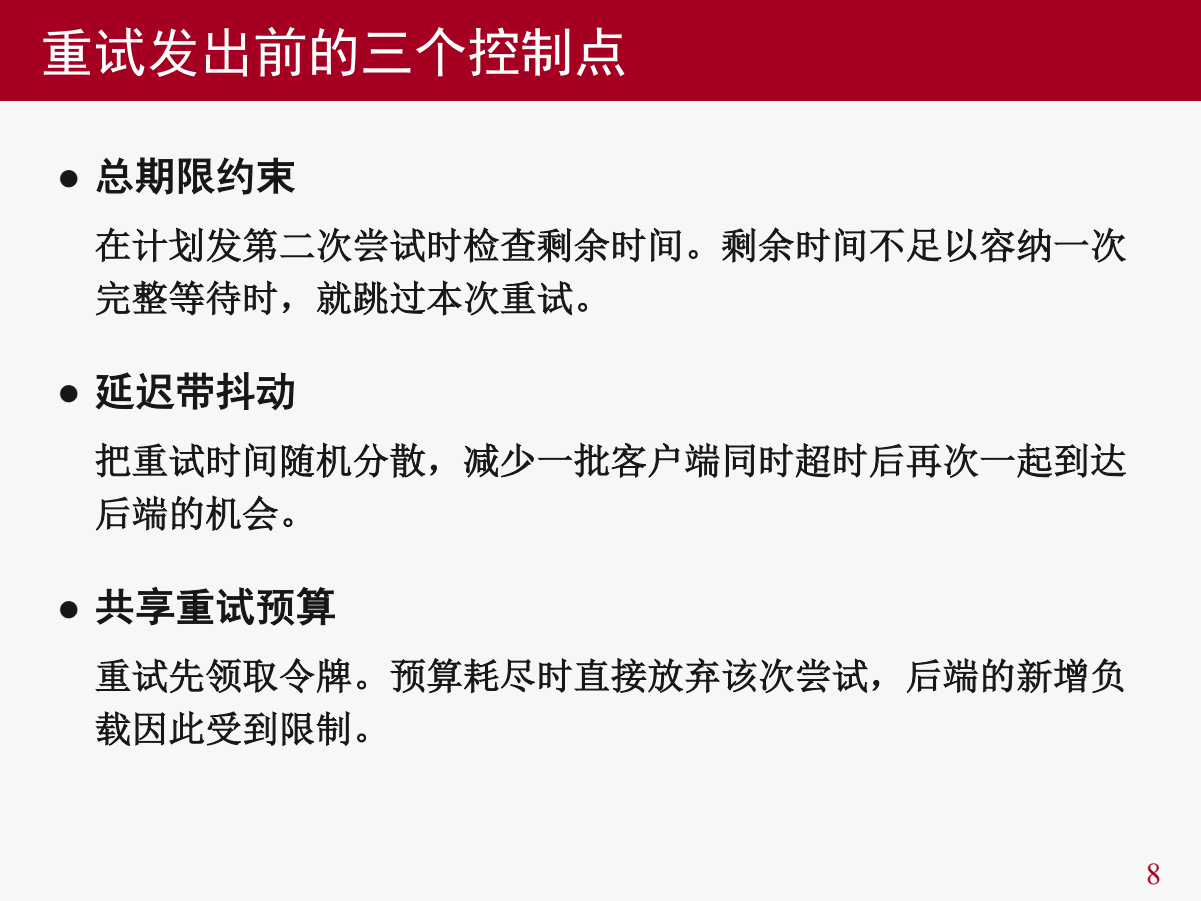 重试发出前的三个控制点
● 总期限约束
在计划发第二次尝试时检查剩余时间。剩余时间不足以容纳一次
完整等待时，就跳过本次重试。
● 延迟带抖动
把重试时间随机分散，减少一批客户端同时超时后再次一起到达
后端的机会。
● 共享重试预算
重试先领取令牌。预算耗尽时直接放弃该次尝试，后端的新增负
载因此受到限制。
8